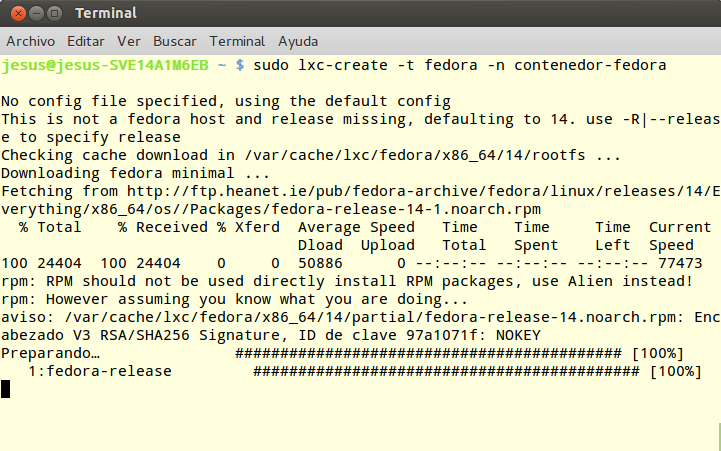 Terminal
Archivo Editar Ver Buscar Terminal Ayuda
jesus@jesus-SVE14A1M6EB ~ $ sudo lxc-create -t fedora -n contenedor-fedora
No config file specified, using the default config
This is not a fedora host and release missing, defaulting to 14. use -R|--releas
e to specify release
Checking cache download in /var/cache/lxc/fedora/x86_64/14/rootfs ...
Downloading fedora minimal ...
Fetching from http://ftp.heanet.ie/pub/fedora-archive/fedora/linux/releases/14/E
verything/x86_64/os//Packages/fedora-release-14-1.noarch.rpm
  % Total    % Received % Xferd  Average Speed   Time    Time     Time  Current
                                 Dload  Upload   Total   Spent    Left  Speed
100 24404  100 24404    0     0  50886      0 --:--:-- --:--:-- --:--:-- 77473
rpm: RPM should not be used directly install RPM packages, use Alien instead!
rpm: However assuming you know what you are doing...
aviso: /var/cache/lxc/fedora/x86_64/14/partial/fedora-release-14.noarch.rpm: Enc
abezado V3 RSA/SHA256 Signature, ID de clave 97a1071f: NOKEY
Preparando…               ########################################### [100%]
   1:fedora-release         ########################################### [100%]